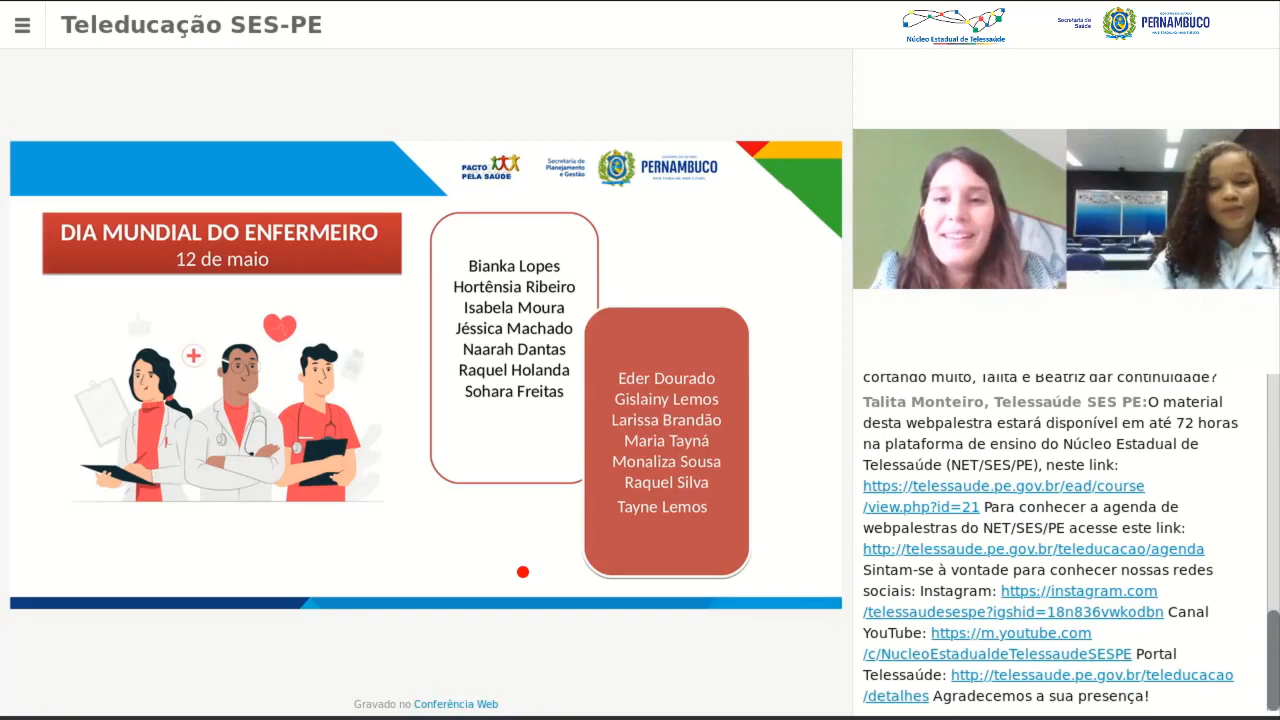 Teleducação SES-PE
Núcleo Estadual de Telessaúde
Secretaria de
Saúde
PERNAMBUCO
PACTO
PELA SAÚDE
Secretaria de
Planejamento
e Gestão
PERNAMBUCO
DIA MUNDIAL DO ENFERMEIRO
12 de maio
Bianka Lopes
Hortênsia Ribeiro
Isabela Moura
Jéssica Machado
Naarah Dantas
Raquel Holanda
Sohara Freitas
Eder Dourado
Gislainy Lemos
Larissa Brandão
Maria Tayná
Monaliza Sousa
Raquel Silva
Tayne Lemos
Gravado no Conferência Web
cortando muito, Talita e Beatriz dar continuidade?
Talita Monteiro, Telessaúde SES PE:O material
desta webpalestra estará disponível em até 72 horas
na plataforma de ensino do Núcleo Estadual de
Telessaúde (NET/SES/PE), neste link:
https://telessaude.pe.gov.br/ead/course
/view.php?id=21 Para conhecer a agenda de
webpalestras do NET/SES/PE acesse este link:
http://telessaude.pe.gov.br/teleducacao/agenda
Sintam-se à vontade para conhecer nossas redes
sociais: Instagram: https://instagram.com
/telessaudesespe?igshid=18n836vwkodbn Canal
YouTube: https://m.youtube.com
/c/NucleoEstadualdeTelessaudeSESPE Portal
Telessaúde: http://telessaude.pe.gov.br/teleducacao
/detalhes Agradecemos a sua presença!